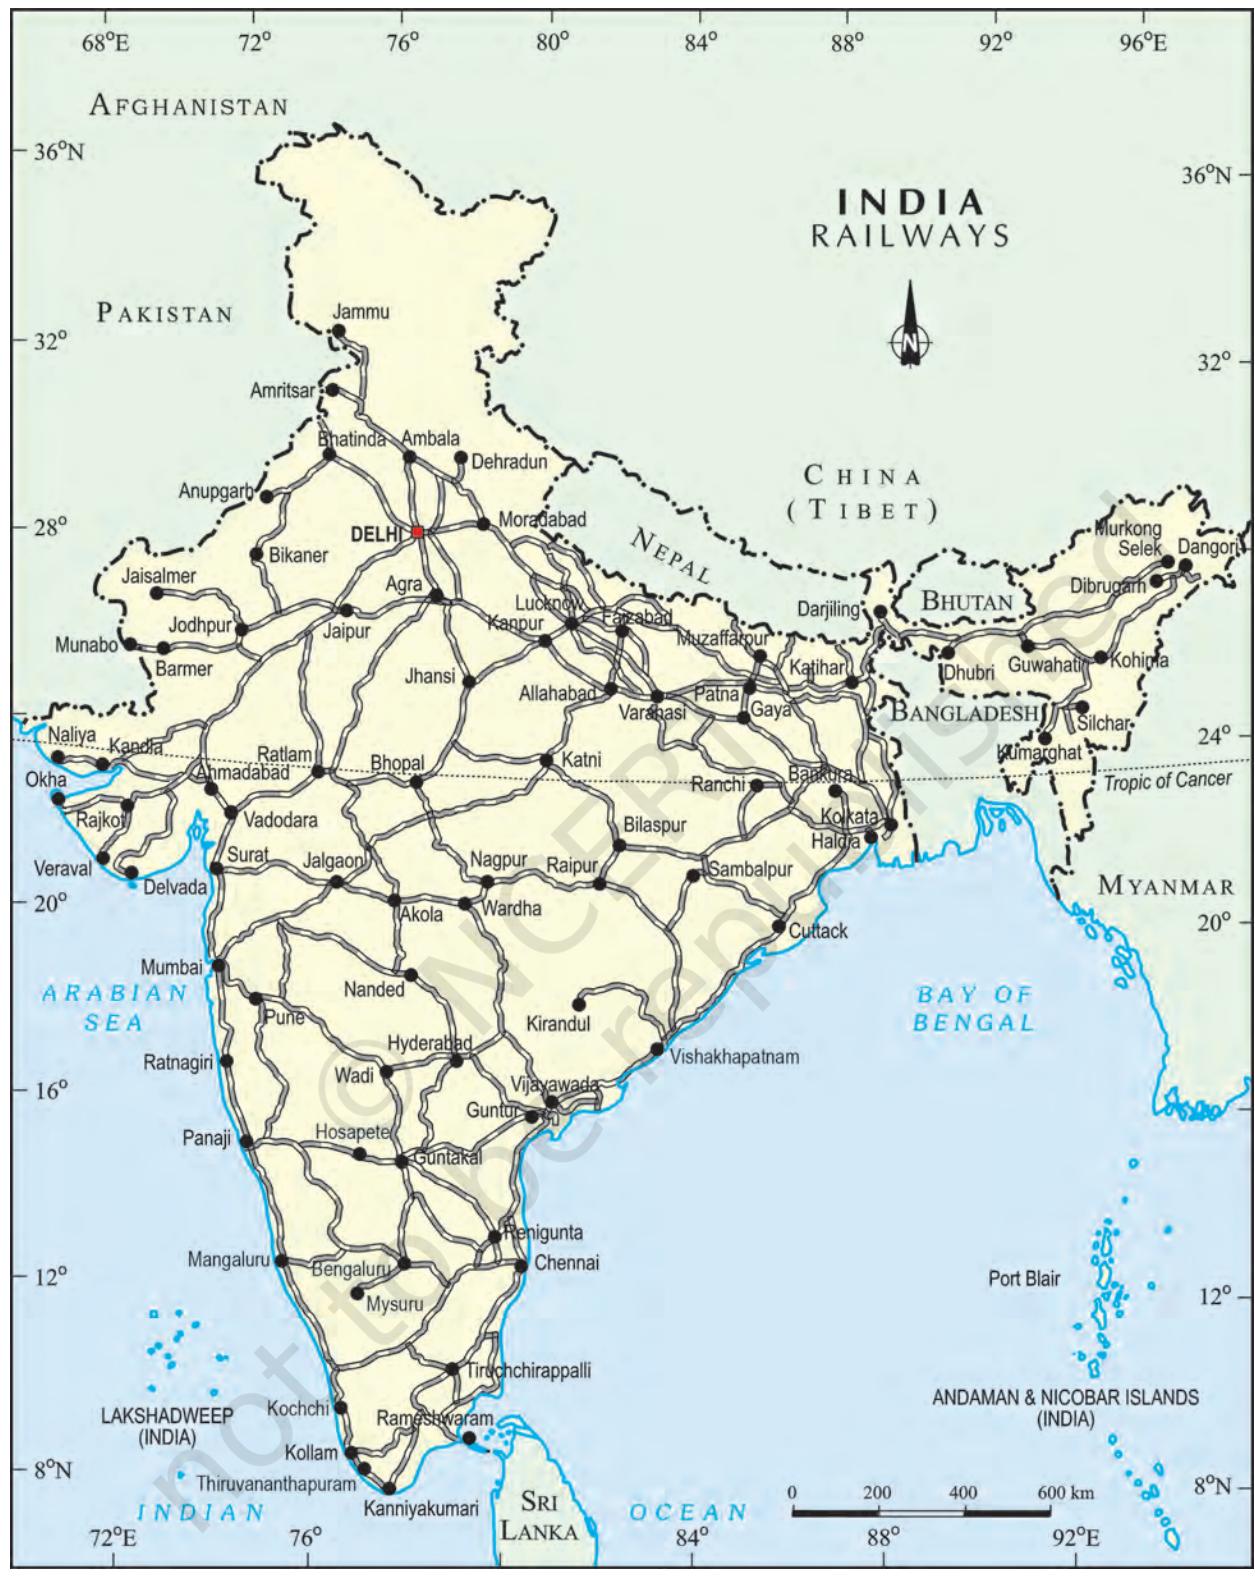 68°E 72° 76° 80° 84° 88° 92° 96°E
AFGHANISTAN
36°N
36°N
INDIA
RAILWAYS
PAKISTAN
Jammu
N
32°
32°
Amritsar
Bhatinda
Ambala
Dehradun
CHINA
(TIBET)
Anupgarh
28°
DELHI
Moradabad
NEPAL
Murkong
Selek
Dangori
Bikaner
Jaisalmer
Agra
Dibrugarh
Lucknow
Faizabad
Darjiling
BHUTAN
Jodhpur
Jaipur
Kanpur
Muzaffarpur
Munabo
Barmer
Katihar
Dhubri
Guwahati
Kohima
Jhansi
Allahabad
Varanasi
Patna
Gaya
BANGLADESH
Silchar
Naliya
Kandla
Kumarghat
24°
Ratlam
Bhopal
Katni
Okha
Ahmadabad
Ranchi
Bankura
Tropic of Cancer
Rajkot
Vadodara
Bilaspur
Kolkata
Haldia
Veraval
Surat
Jalgaon
Nagpur
Raipur
Sambalpur
Delvada
MYANMAR
20°
Akola
Wardha
20°
Cuttack
Mumbai
ARABIAN
SEA
Nanded
BAY OF
BENGAL
Pune
Kirandul
Hyderabad
Ratnagiri
Wadi
Vishakhapatnam
16°
Vijayawada
Guntur
Panaji
Hosapete
Guntakal
Renigunta
Mangaluru
Bengaluru
Chennai
12°
Port Blair
12°
Mysuru
Tiruchchirappalli
Kochchi
LAKSHADWEEP
(INDIA)
Rameshwaram
ANDAMAN & NICOBAR ISLANDS
(INDIA)
Kollam
8°N
Thiruvananthapuram
8°N
Kanniyakumari
0 200 400 600 km
INDIAN
SRI
LANKA
OCEAN
72°E 76° 84° 88° 92°E
© NCERT
not to be republished